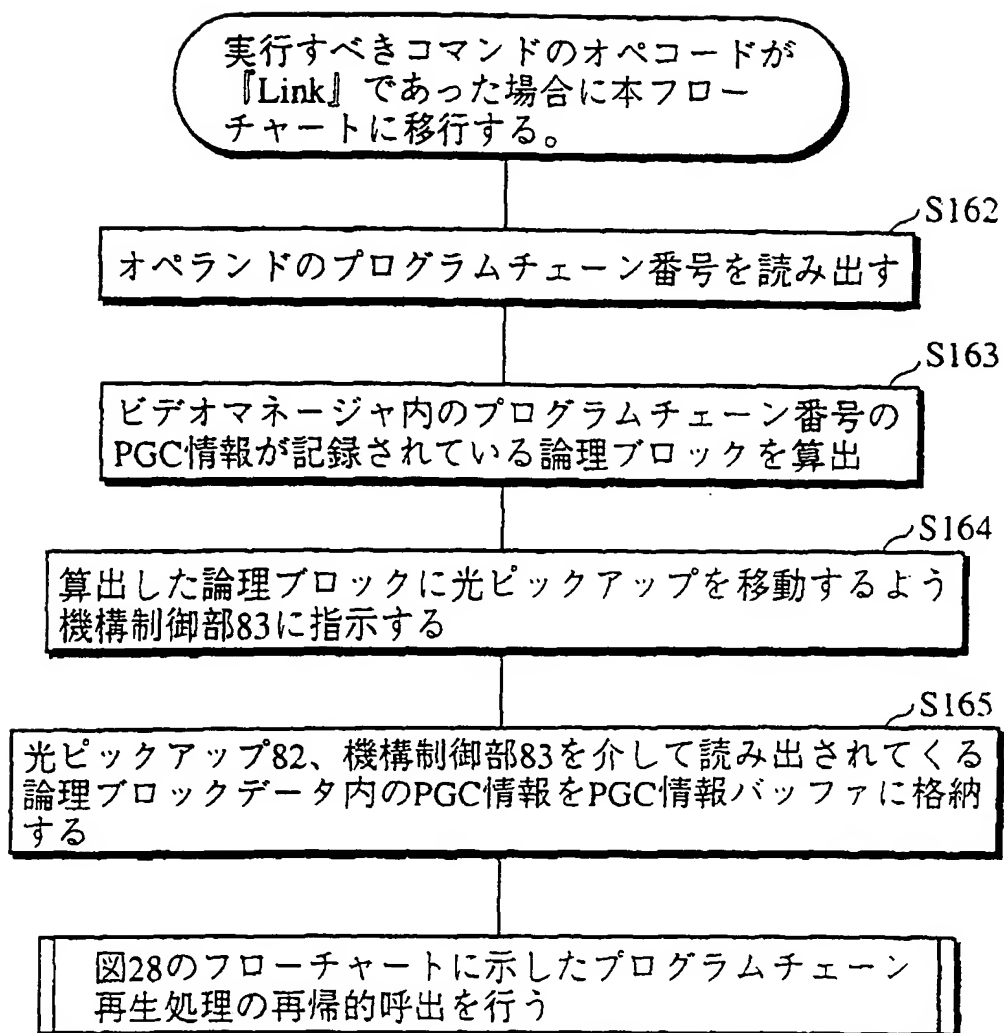 実行すべきコマンドのオペコードが
『Link』であった場合に本フロー
チャートに移行する。
S162
オペランドのプログラムチェーン番号を読み出す
S163
ビデオマネージャ内のプログラムチェーン番号の
PGC情報が記録されている論理ブロックを算出
S164
算出した論理ブロックに光ピックアップを移動するよう
機構制御部83に指示する
S165
光ピックアップ82、機構制御部83を介して読み出されてくる
論理ブロックデータ内のPGC情報をPGC情報バッファに格納
する
図28のフローチャートに示したプログラムチェーン
再生処理の再帰的呼出を行う